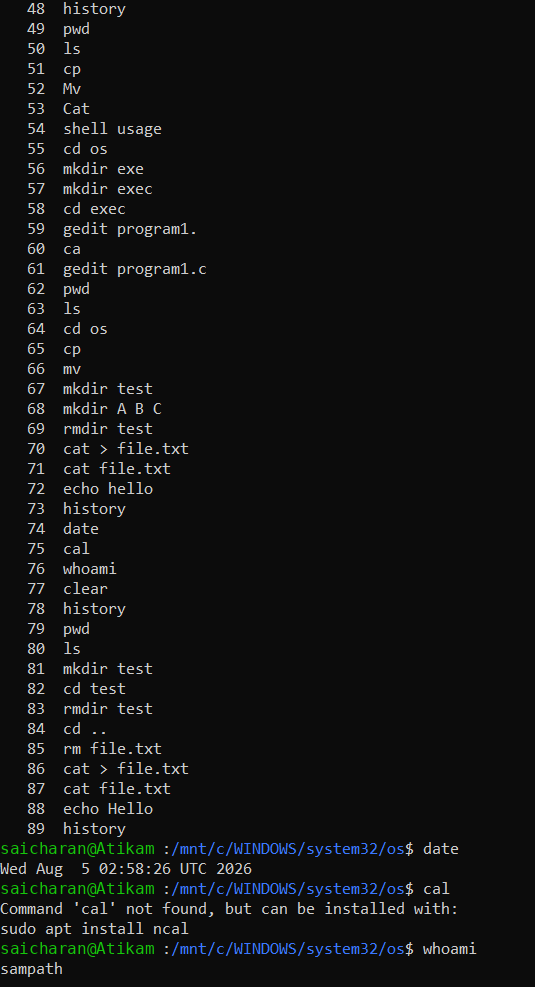 48 history
49 pwd
50 ls
51 cp
52 Mv
53 Cat
54 shell usage
55 cd os
56 mkdir exe
57 mkdir exec
58 cd exec
59 gedit program1.
60 ca
61 gedit program1.c
62 pwd
63 ls
64 cd os
65 cp
66 mv
67 mkdir test
68 mkdir A B C
69 rmdir test
70 cat > file.txt
71 cat file.txt
72 echo hello
73 history
74 date
75 cal
76 whoami
77 clear
78 history
79 pwd
80 ls
81 mkdir test
82 cd test
83 rmdir test
84 cd ..
85 rm file.txt
86 cat > file.txt
87 cat file.txt
88 echo Hello
89 history
saicharan@Atikam :/mnt/c/WINDOWS/system32/os$ date
Wed Aug  5 02:58:26 UTC 2026
saicharan@Atikam :/mnt/c/WINDOWS/system32/os$ cal
Command 'cal' not found, but can be installed with:
sudo apt install ncal
saicharan@Atikam :/mnt/c/WINDOWS/system32/os$ whoami
sampath